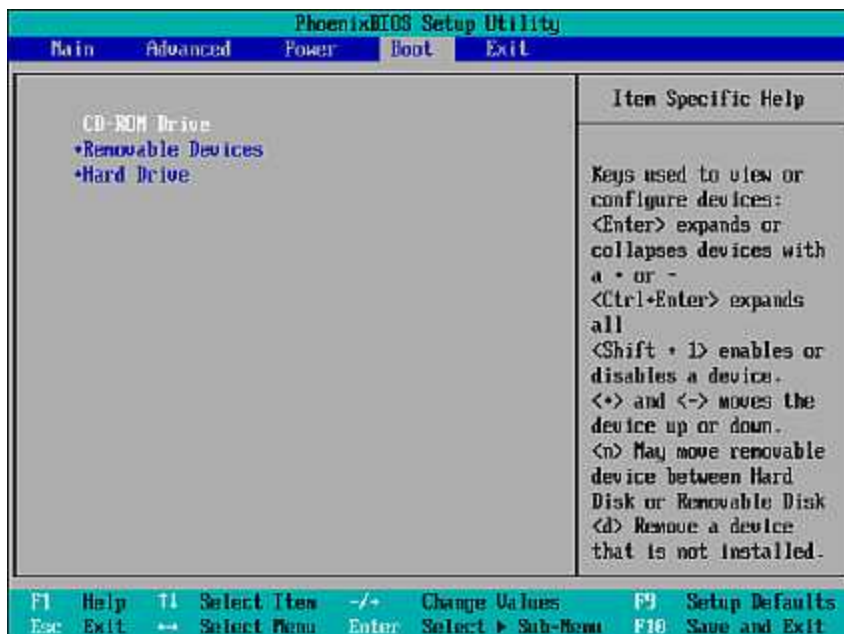 PhoenixBIOS Setup Utility
Main Advanced Power Boot Exit
CD-ROM Drive
+Removable Devices
+Hard Drive
Item Specific Help
Keys used to view or
configure devices:
<Enter> expands or
collapses devices with
a + or -
<Ctrl+Enter> expands
all
<Shift + 1> enables or
disables a device.
<+> and <-> moves the
device up or down.
<n> May move removable
device between Hard
Disk or Removable Disk
<d> Remove a device
that is not installed.
F1 Help ↑↓ Select Item -/+ Change Values F9 Setup Defaults
Esc Exit ↔ Select Menu Enter Select ▶ Sub-Menu F10 Save and Exit